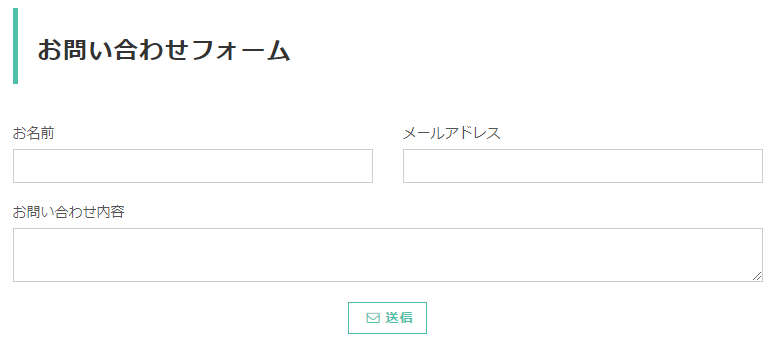 お問い合わせフォーム
お名前
メールアドレス
お問い合わせ内容
送信